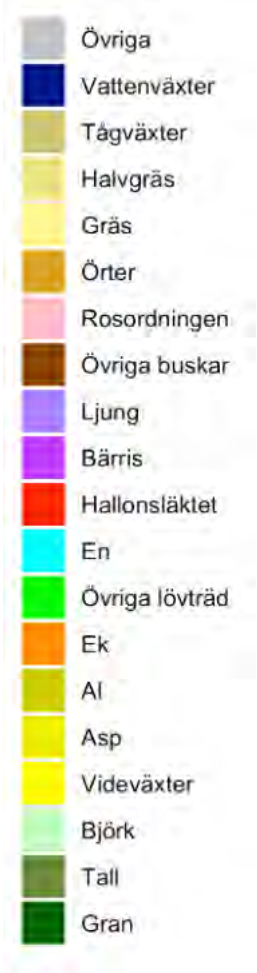 Övriga
Vattenväxter
Tågväxter
Halvgräs
Gräs
Örter
Rosordningen
Övriga buskar
Ljung
Bärris
Hallonsläktet
En
Övriga lövträd
Ek
Al
Asp
Videväxter
Björk
Tall
Gran